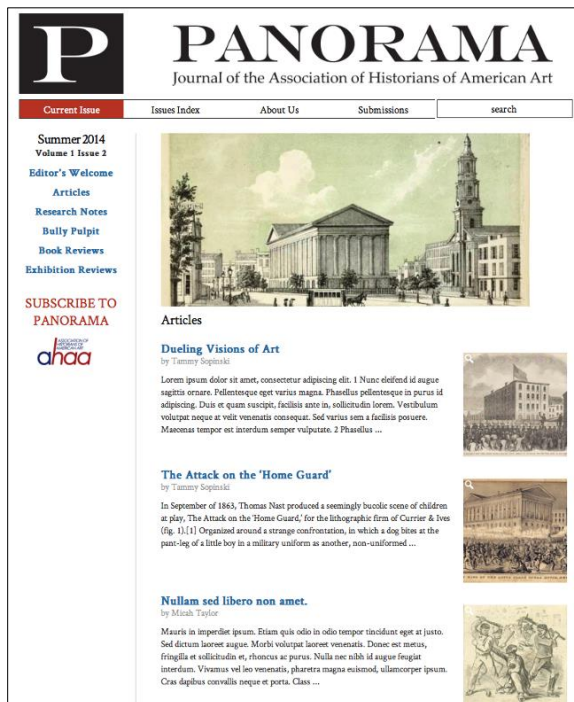 P
PANORAMA
Journal of the Association of Historians of American Art
Current Issue
Issues Index
About Us
Submissions
search
Summer 2014
Volume 1 Issue 2
Editor's Welcome
Articles
Research Notes
Bully Pulpit
Book Reviews
Exhibition Reviews
SUBSCRIBE TO
PANORAMA
ASSOCIATION OF
HISTORIANS OF
AMERICAN ART
ahaa
Articles
Dueling Visions of Art
by Tammy Sopinski
Lorem ipsum dolor sit amet, consectetur adipiscing elit. 1 Nunc eleifend id augue
sagittis ornare. Pellentesque eget varius magna. Phasellus pellentesque in purus id
adipiscing. Duis et quam suscipit, facilisis ante in, sollicitudin lorem. Vestibulum
volutpat neque at velit venenatis consequat. Sed varius sem a facilisis posuere.
Maecenas tempor est interdum semper vulputate. 2 Phasellus ...
The Attack on the 'Home Guard'
by Tammy Sopinski
In September of 1863, Thomas Nast produced a seemingly bucolic scene of children
at play, The Attack on the 'Home Guard,' for the lithographic firm of Currier & Ives
(fig. 1).[1] Organized around a strange confrontation, in which a dog bites at the
pant-leg of a little boy in a military uniform as another, non-uniformed ...
Nullam sed libero non amet.
by Micah Taylor
Mauris in imperdiet ipsum. Etiam quis odio in odio tempor tincidunt eget at justo.
Sed dictum laoreet augue. Morbi volutpat laoreet venenatis. Donec est metus,
fringilla et sollicitudin et, rhoncus ac purus. Nulla nec nibh id augue feugiat
interdum. Vivamus vel leo venenatis, pharetra magna euismod, ullamcorper ipsum.
Cras dapibus convallis neque et porta. Class ...